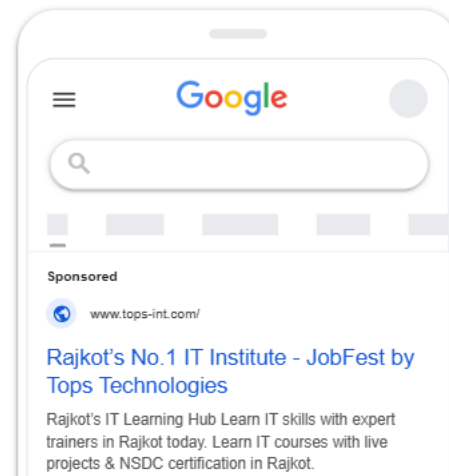 Google
Sponsored
www.tops-int.com/
Rajkot's No.1 IT Institute - JobFest by
Tops Technologies
Rajkot's IT Learning Hub Learn IT skills with expert
trainers in Rajkot today. Learn IT courses with live
projects & NSDC certification in Rajkot.